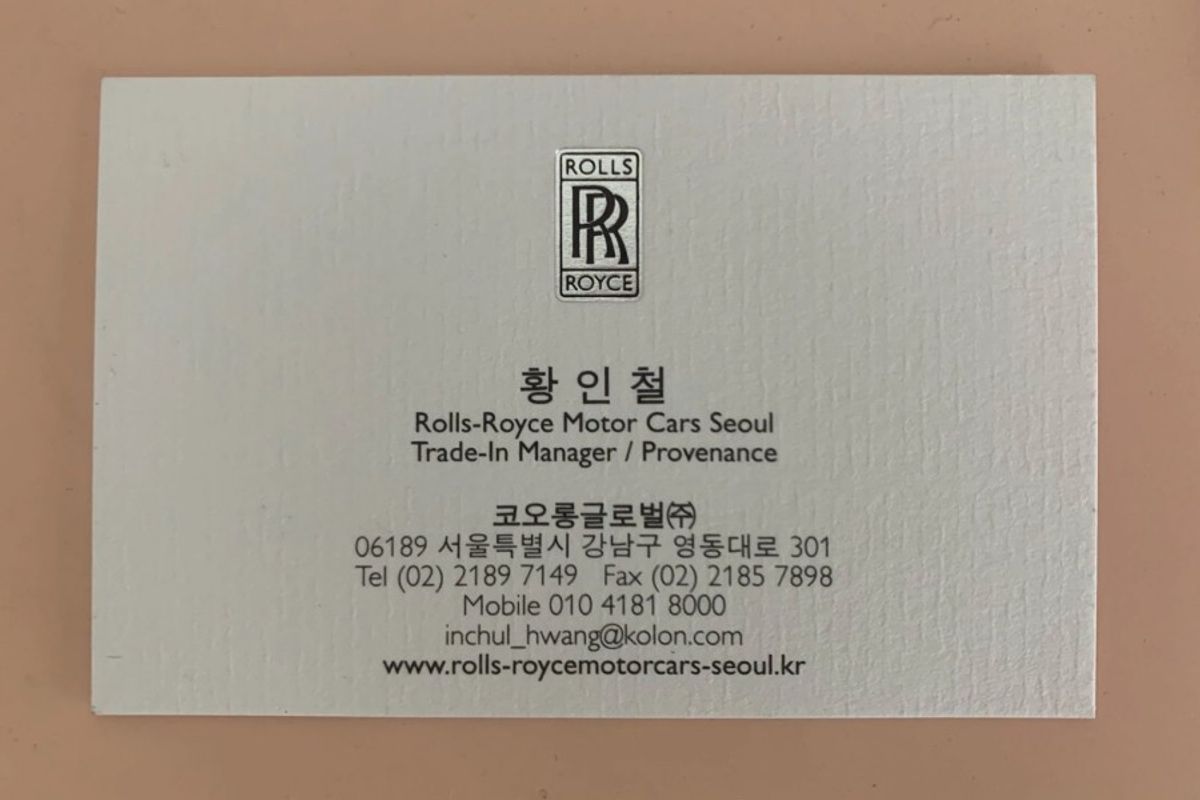 ROLLS
RR
ROYCE
황 인 철
Rolls-Royce Motor Cars Seoul
Trade-In Manager / Provenance
코오롱글로벌㈜
06189 서울특별시 강남구 영동대로 301
Tel (02) 2189 7149 Fax (02) 2185 7898
Mobile 010 4181 8000
inchul_hwang@kolon.com
www.rolls-roycemotorcars-seoul.kr